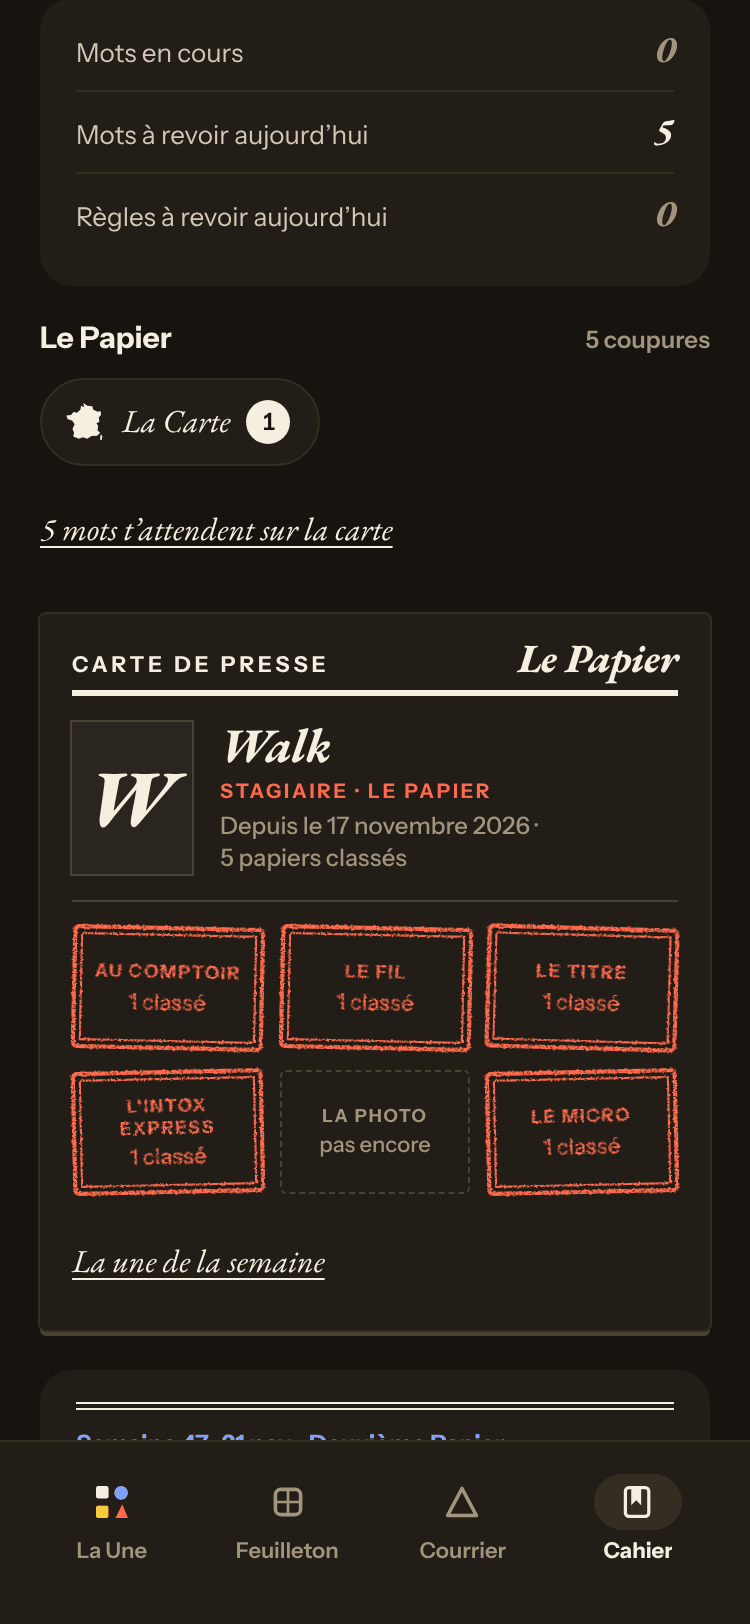 Mots en cours 0
Mots à revoir aujourd’hui 5
Règles à revoir aujourd’hui 0
Le Papier 5 coupures
La Carte 1
5 mots t’attendent sur la carte
CARTE DE PRESSE Le Papier
W
Walk
STAGIAIRE · LE PAPIER
Depuis le 17 novembre 2026 ·
5 papiers classés
AU COMPTOIR
1 classé
LE FIL
1 classé
LE TITRE
1 classé
L'INTOX
EXPRESS
1 classé
LA PHOTO
pas encore
LE MICRO
1 classé
La une de la semaine
La Une Feuilleton Courrier Cahier